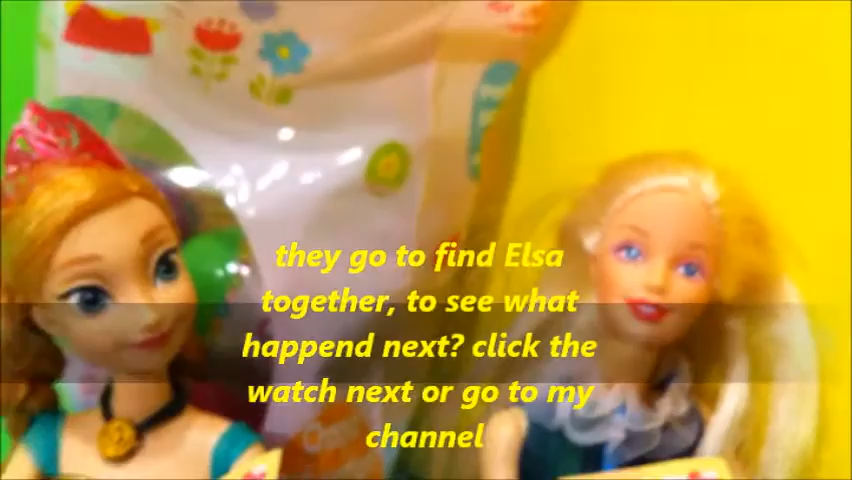 they go to find Elsa
together, to see what
happend next? click the
watch next or go to my
channel